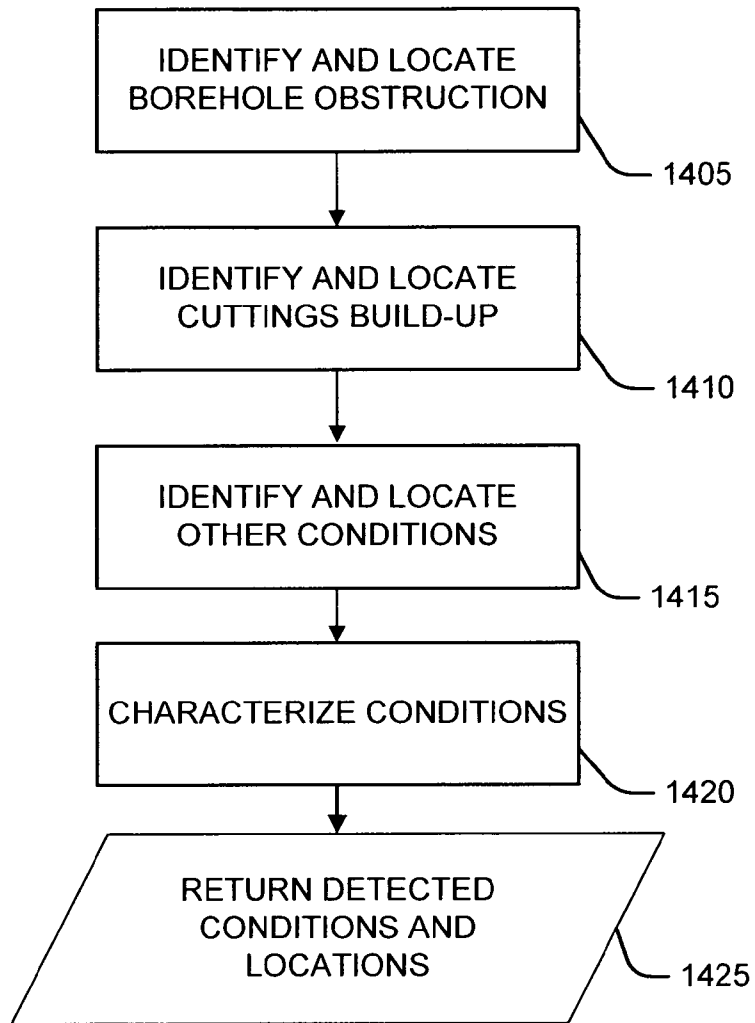 IDENTIFY AND LOCATE
BOREHOLE OBSTRUCTION
1405
IDENTIFY AND LOCATE
CUTTINGS BUILD-UP
1410
IDENTIFY AND LOCATE
OTHER CONDITIONS
1415
CHARACTERIZE CONDITIONS
1420
RETURN DETECTED
CONDITIONS AND
LOCATIONS
1425